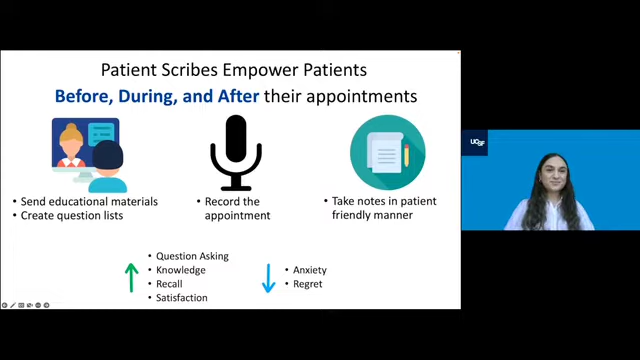 Patient Scribes Empower Patients
Before, During, and After their appointments
• Send educational materials
• Create question lists
• Record the
appointment
• Take notes in patient
friendly manner
• Question Asking
• Knowledge
• Recall
• Satisfaction
• Anxiety
• Regret
UCSF